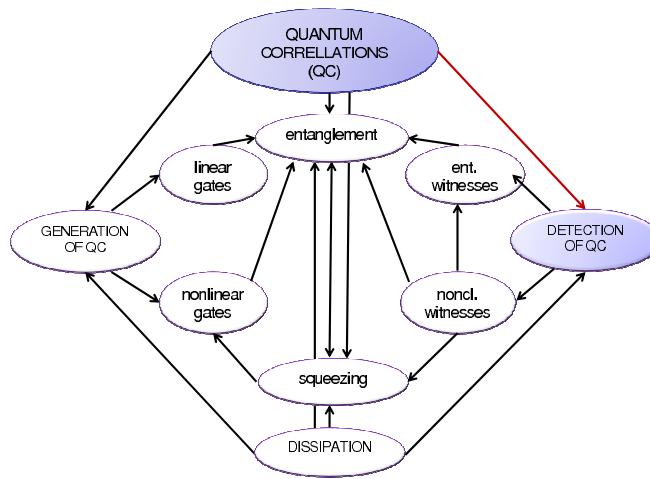 QUANTUM
CORRELLATIONS
(QC)
entanglement
linear
gates
ent.
witnesses
GENERATION
OF QC
DETECTION
OF QC
nonlinear
gates
noncl.
witnesses
squeezing
DISSIPATION